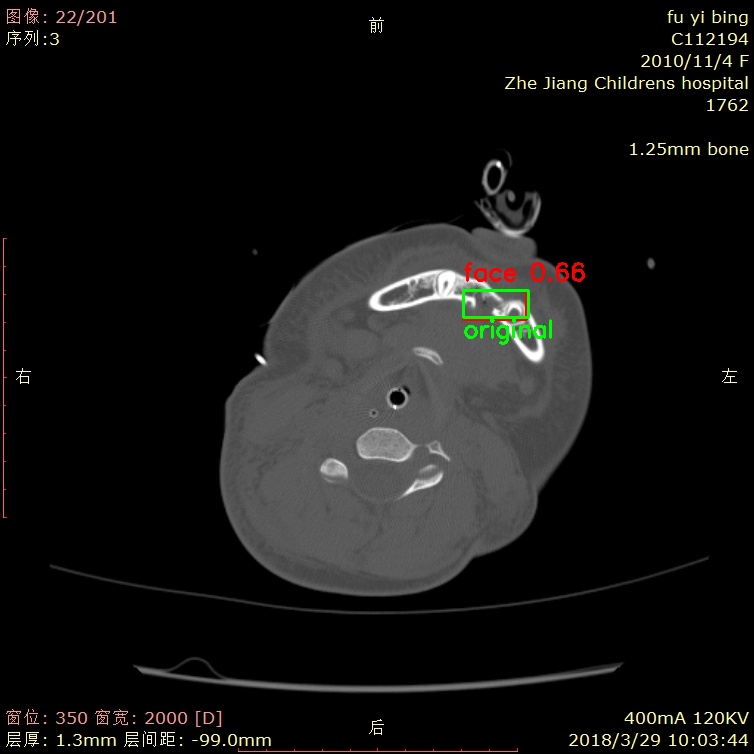 图像: 22/201
序列:3
前
fu yi bing
C112194
2010/11/4 F
Zhe Jiang Childrens hospital
1762
1.25mm bone
face 0.66
original
右
左
窗位: 350 窗宽: 2000 [D]
层厚: 1.3mm 层间距: -99.0mm
后
400mA 120KV
2018/3/29 10:03:44